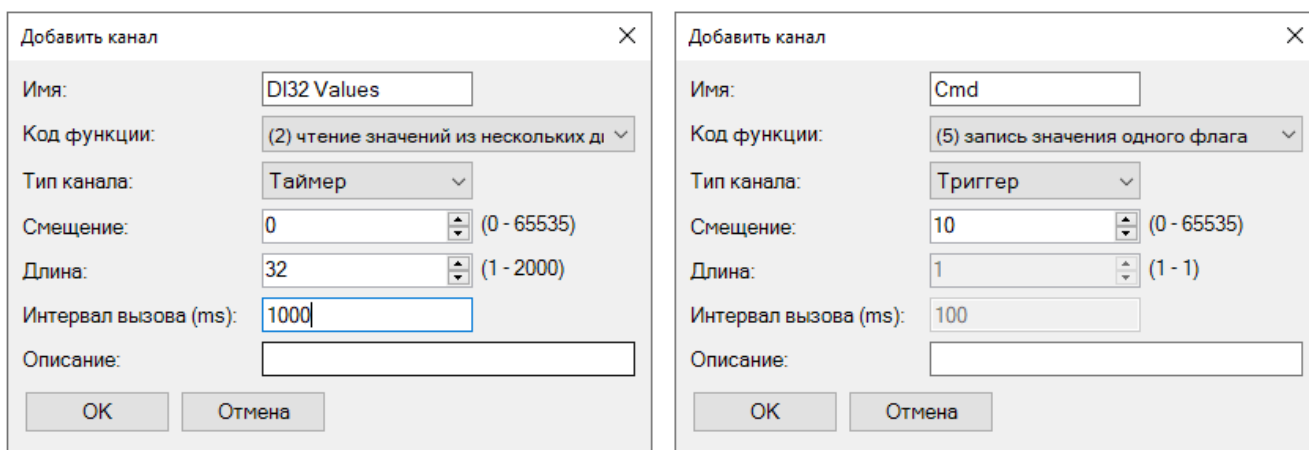 Добавить канал
Имя: DI32 Values
Код функции: (2) чтение значений из нескольких ди
Тип канала: Таймер
Смещение: 0 (0 - 65535)
Длина: 32 (1 - 2000)
Интервал вызова (ms): 1000
Описание:
OK Отмена
Добавить канал
Имя: Cmd
Код функции: (5) запись значения одного флага
Тип канала: Триггер
Смещение: 10 (0 - 65535)
Длина: 1 (1 - 1)
Интервал вызова (ms): 100
Описание:
OK Отмена